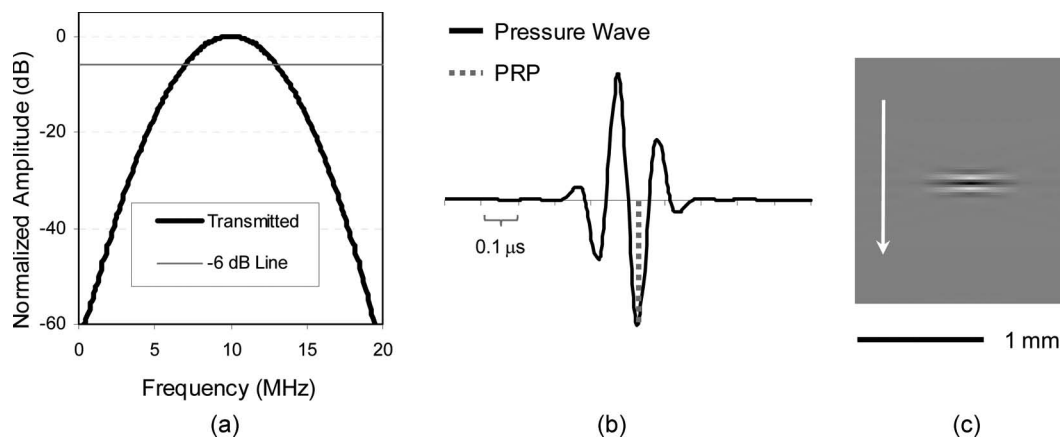 Normalized Amplitude (dB)
0
-20
-40
-60
Transmitted
-6 dB Line
0
5
10
15
20
Frequency (MHz)
(a)
Pressure Wave
PRP
0.1 μs
(b)
1 mm
(c)